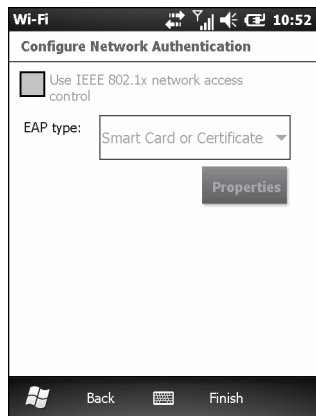 Wi-Fi 10:52
Configure Network Authentication
Use IEEE 802.1x network access
control
EAP type:
Smart Card or Certificate
Properties
Back Finish